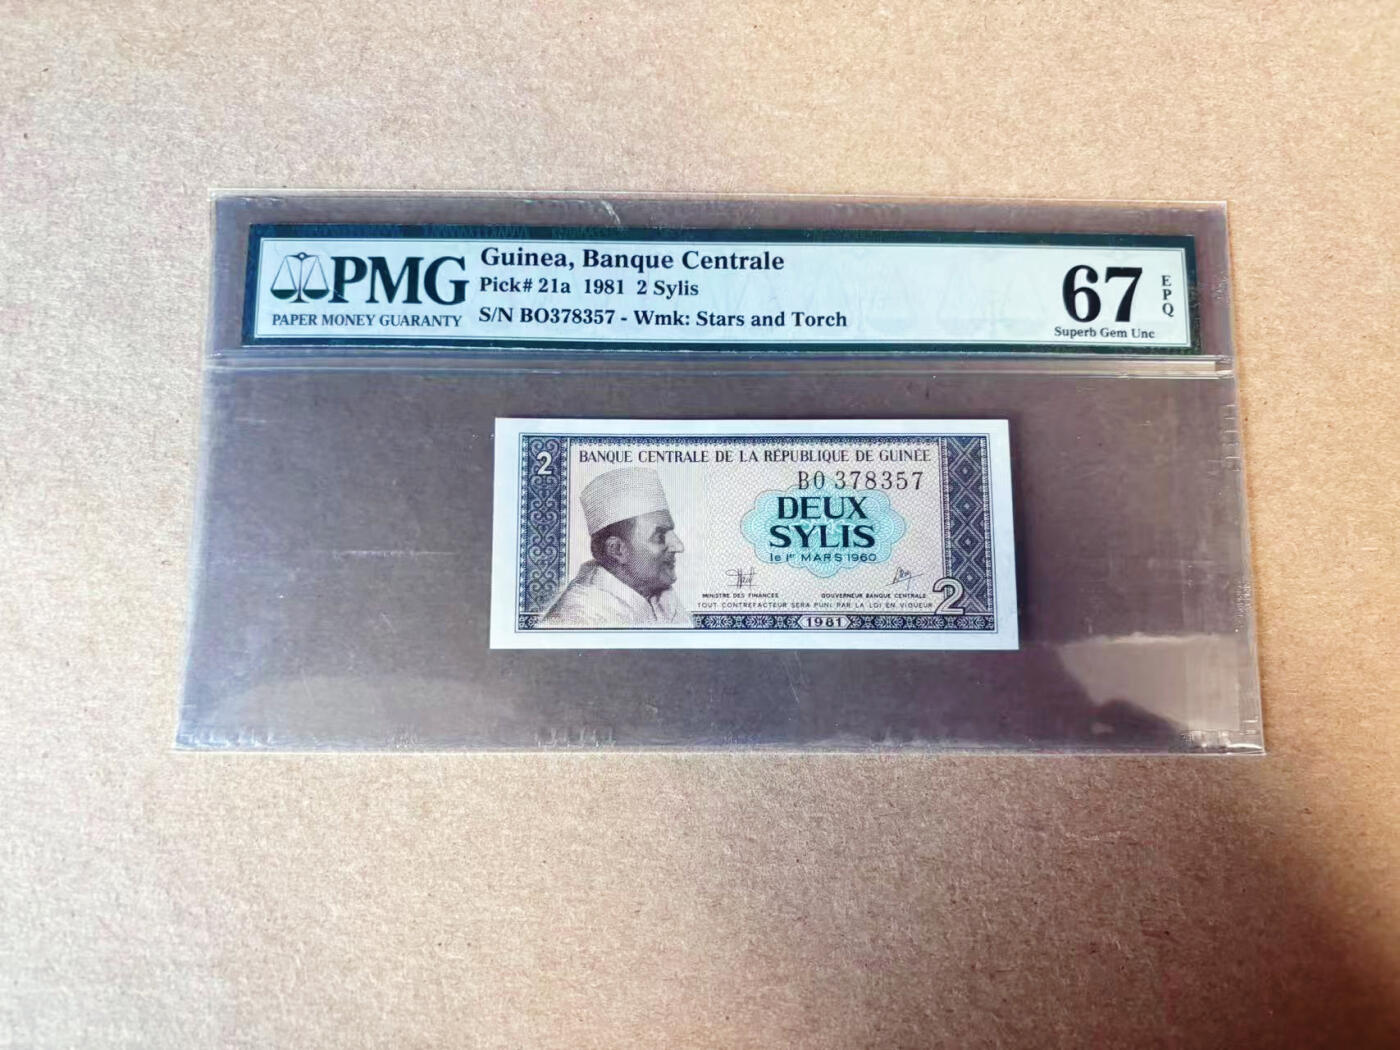 PMG
PAPER MONEY GUARANTY
Guinea, Banque Centrale
Pick# 21a 1981 2 Sylis
S/N BO378357 - Wmk: Stars and Torch
67
EPQ
Superb Gem Unc
2
BANQUE CENTRALE DE LA RÉPUBLIQUE DE GUINÉE
BO 378357
DEUX
SYLIS
le 1er MARS 1960
MINISTRE DES FINANCES
GOUVERNEUR BANQUE CENTRALE
TOUT CONTREFACTEUR SERA PUNI PAR LA LOI EN VIGUEUR
2
1981